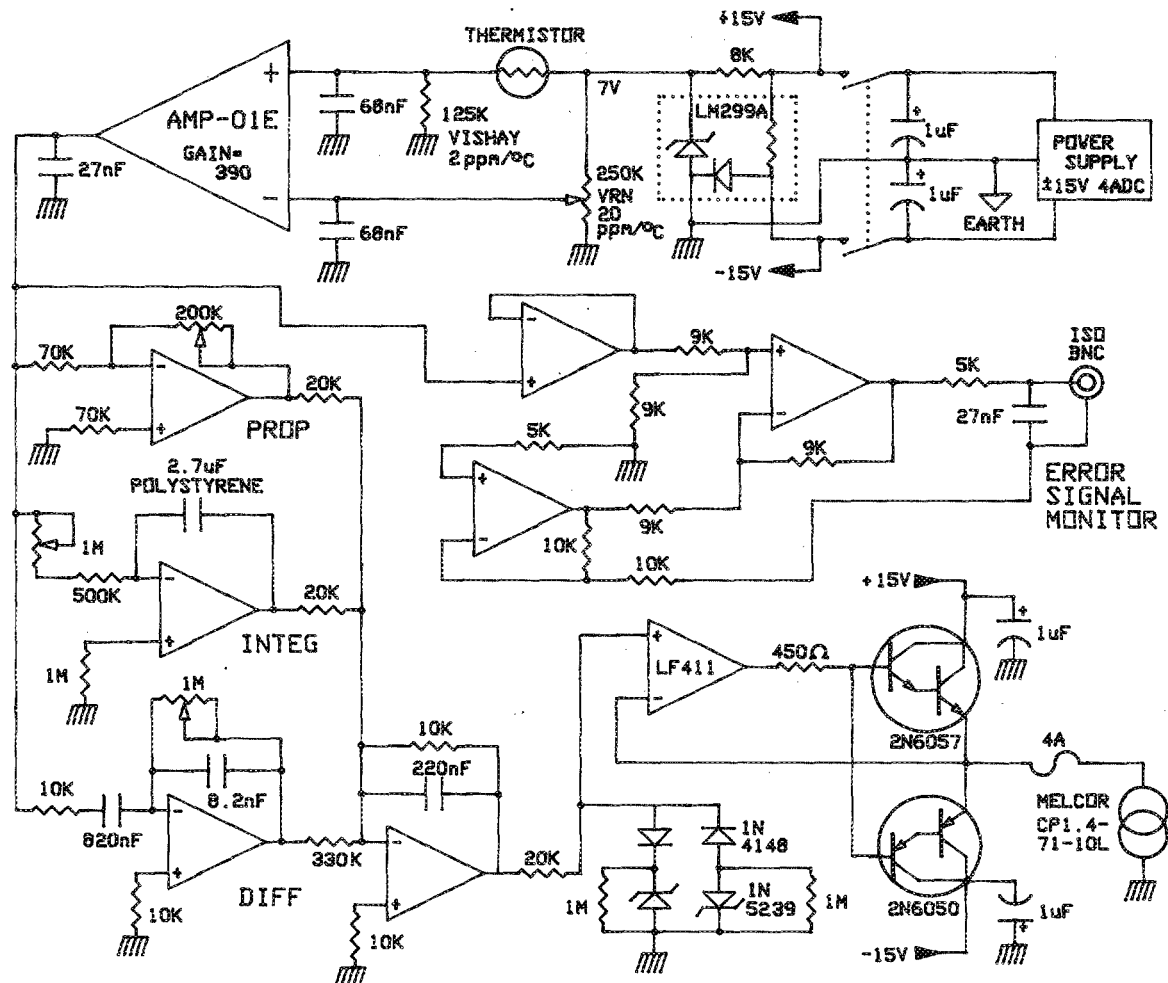 +15V
THERMISTOR
8K
7V
LM299A
+
AMP-01E
GAIN=
390
-
27nF
68nF
125K
VISHAY
2ppm/°C
68nF
250K
VRN
20
ppm/°C
+
1uF
+
1uF
EARTH
POWER
SUPPLY
±15V 4ADC
-15V
200K
70K
-
+
70K
20K
PROP
-
+
9K
9K
+
-
5K
ISO
BNC
27nF
5K
9K
+
-
9K
10K
10K
ERROR
SIGNAL
MONITOR
2.7uF
POLYSTYRENE
1M
500K
-
+
20K
INTEG
1M
+15V
+
1uF
+
-
LF411
450Ω
2N6057
4A
MELCOR
CP1.4-
71-10L
2N6050
1uF
+
-15V
1M
8.2nF
10K
820nF
-
+
330K
DIFF
10K
10K
220nF
-
+
20K
10K
1N
4148
1M
1N
5239
1M